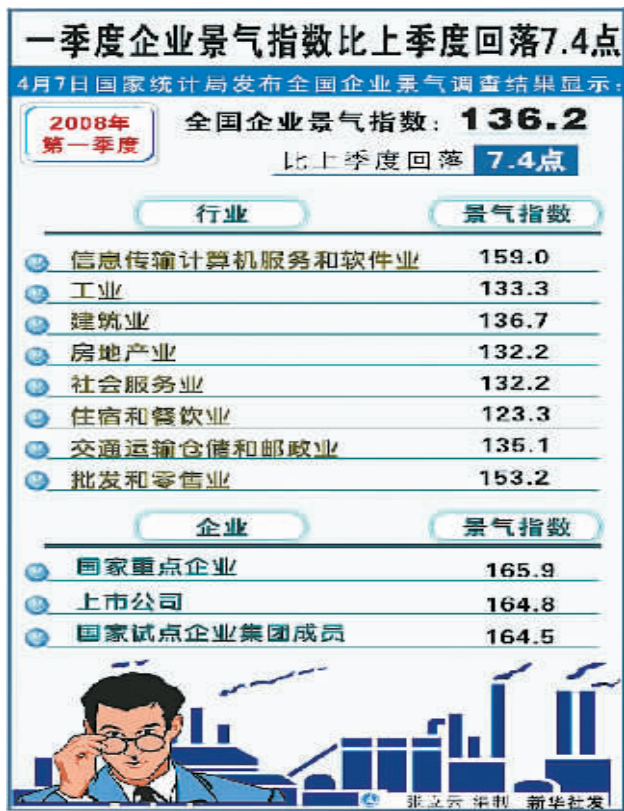 一季度企业景气指数比上季度回落7.4点
4月7日国家统计局发布全国企业景气调查结果显示:
2008年
第一季度
全国企业景气指数: 136.2
比上季度回落 7.4点
行业 景气指数
信息传输计算机服务和软件业 159.0
工业 133.3
建筑业 136.7
房地产业 132.2
社会服务业 132.2
住宿和餐饮业 123.3
交通运输仓储和邮政业 135.1
批发和零售业 153.2
企业 景气指数
国家重点企业 165.9
上市公司 164.8
国家试点企业集团成员 164.5
张立云 编制 新华社发